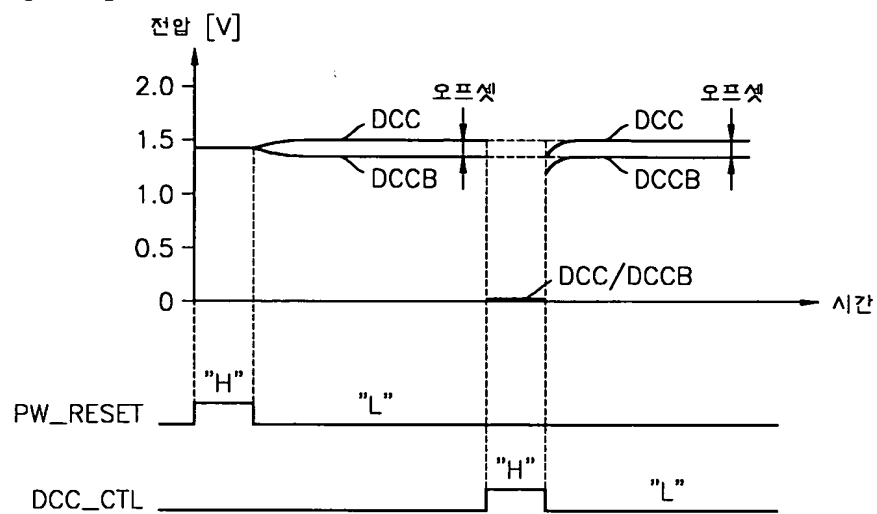 전압 [V]
2.0
오프셋
오프셋
DCC
DCC
1.5
DCCB
DCCB
1.0
0.5
DCC/DCCB
0
시간
"H"
"L"
PW_RESET
"H"
"L"
DCC_CTL